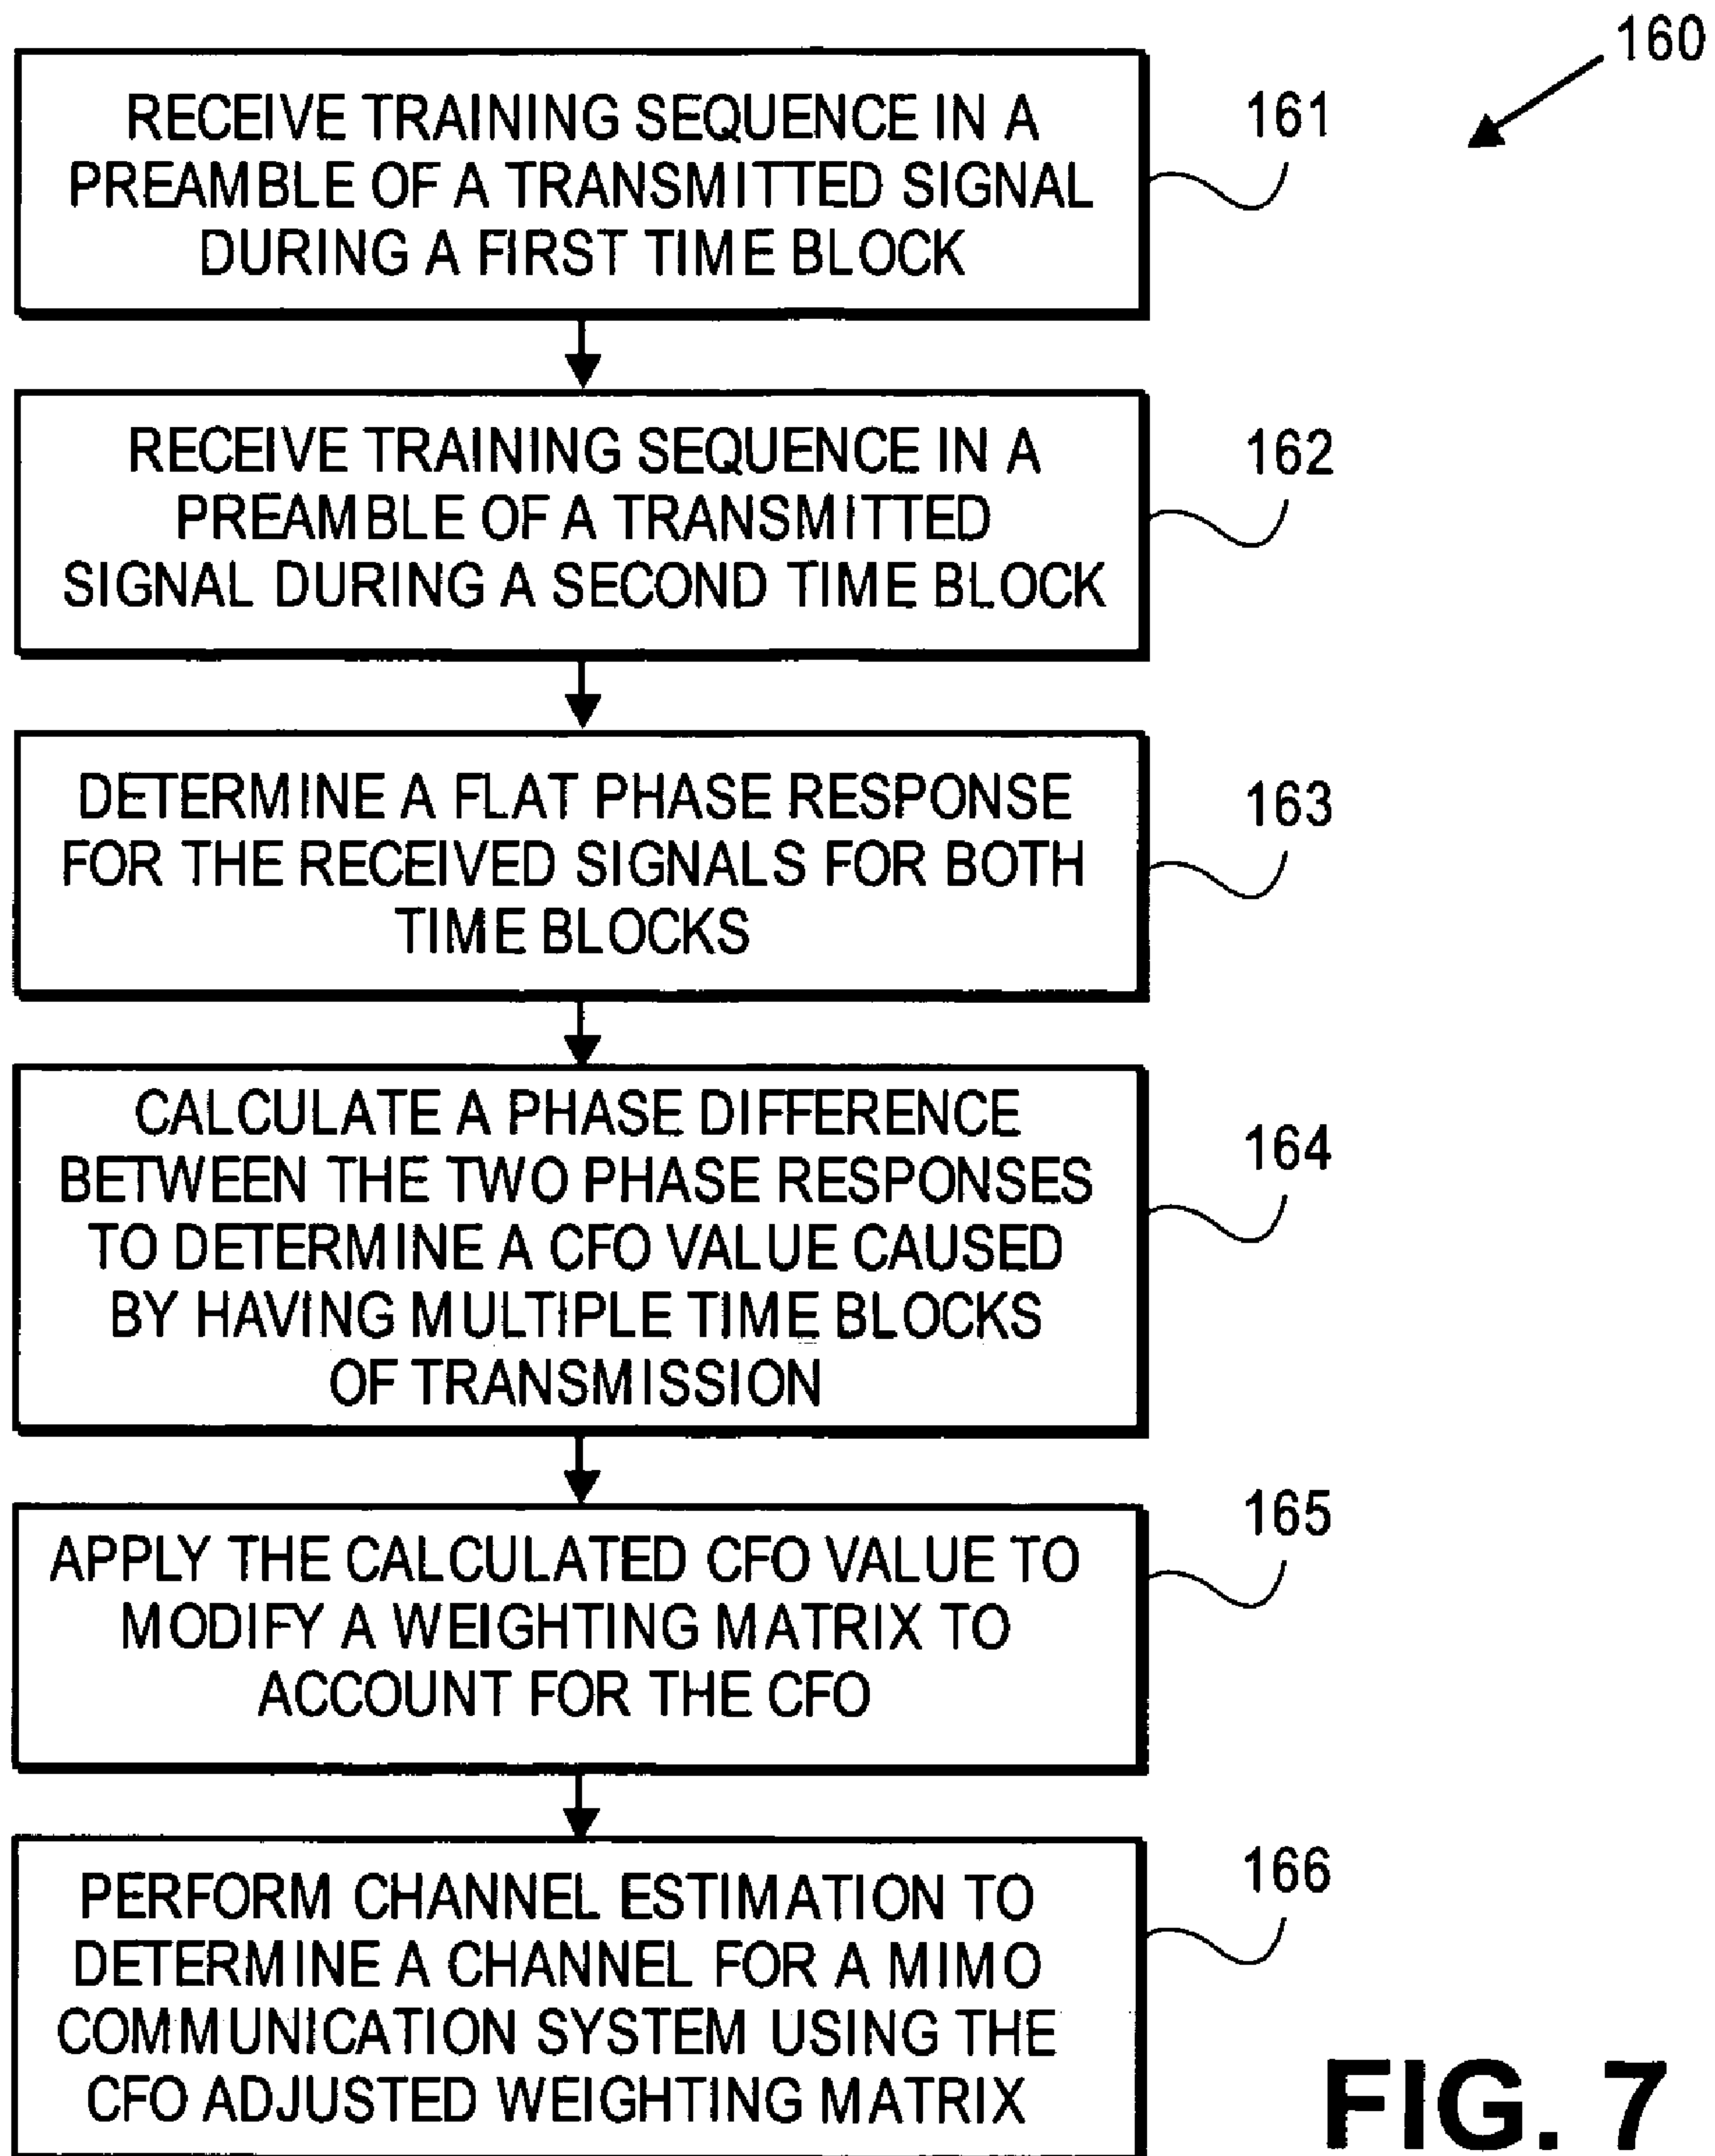 160
RECEIVE TRAINING SEQUENCE IN A
PREAMBLE OF A TRANSMITTED SIGNAL
DURING A FIRST TIME BLOCK
161
RECEIVE TRAINING SEQUENCE IN A
PREAMBLE OF A TRANSMITTED
SIGNAL DURING A SECOND TIME BLOCK
162
DETERMINE A FLAT PHASE RESPONSE
FOR THE RECEIVED SIGNALS FOR BOTH
TIME BLOCKS
163
CALCULATE A PHASE DIFFERENCE
BETWEEN THE TWO PHASE RESPONSES
TO DETERMINE A CFO VALUE CAUSED
BY HAVING MULTIPLE TIME BLOCKS
OF TRANSMISSION
164
APPLY THE CALCULATED CFO VALUE TO
MODIFY A WEIGHTING MATRIX TO
ACCOUNT FOR THE CFO
165
PERFORM CHANNEL ESTIMATION TO
DETERMINE A CHANNEL FOR A MIMO
COMMUNICATION SYSTEM USING THE
CFO ADJUSTED WEIGHTING MATRIX
166
FIG. 7